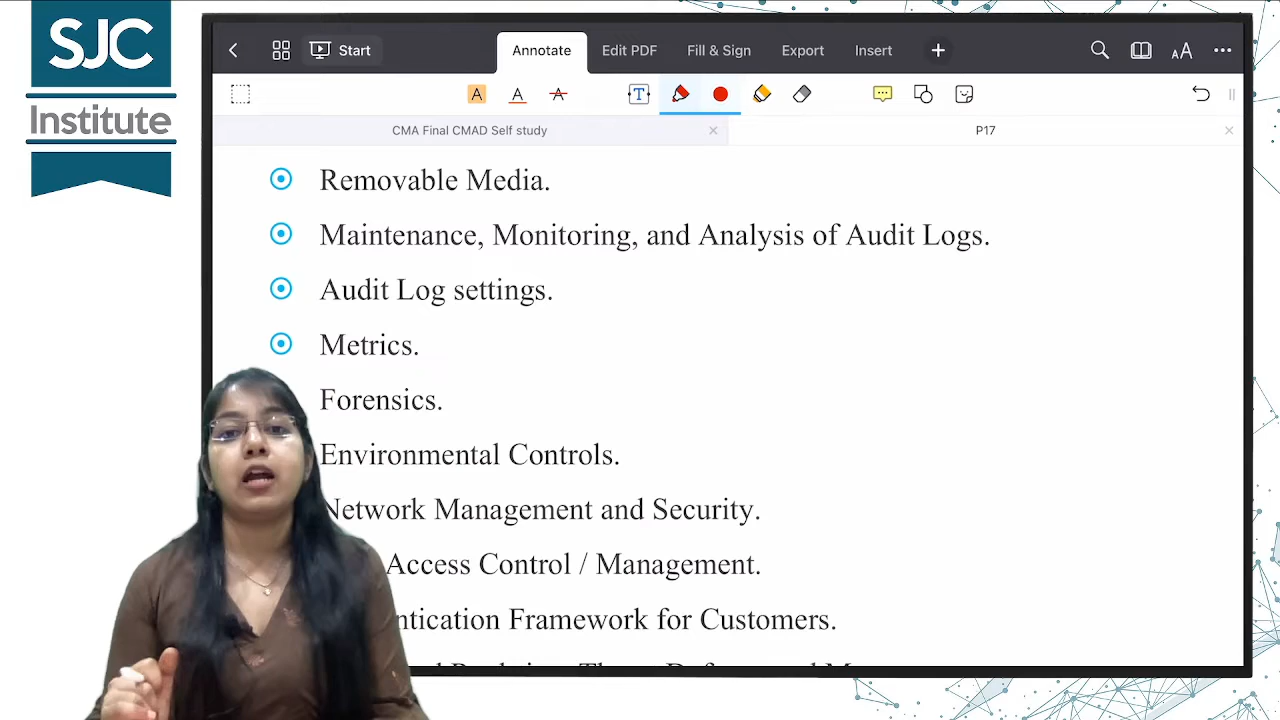 SJC
Institute
Start
Annotate
Edit PDF
Fill & Sign
Export
Insert
CMA Final CMAD Self study
P17
Removable Media.
Maintenance, Monitoring, and Analysis of Audit Logs.
Audit Log settings.
Metrics.
Forensics.
Environmental Controls.
Network Management and Security.
Access Control / Management.
Framework for Customers.